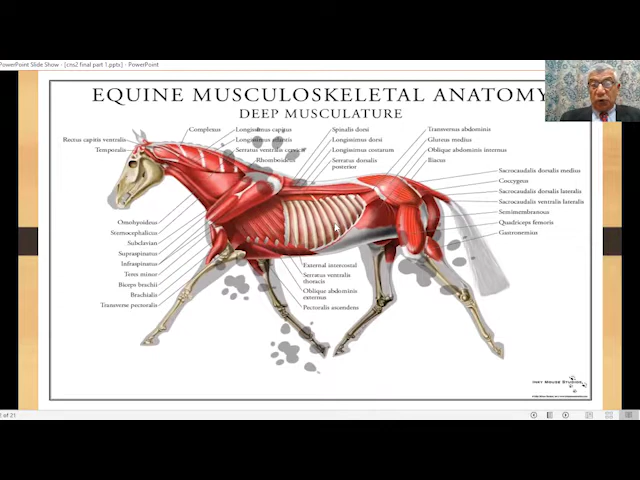 PowerPoint Slide Show - [cns2 final part 1.pptx] - PowerPoint
EQUINE MUSCULOSKELETAL ANATOMY
DEEP MUSCULATURE
Rectus capitis ventralis
Temporalis
Complexus
Longissimus capitus
Longissimus atlantis
Serratus ventralis cervicis
Rhomboideus
Spinalis dorsi
Longissimus dorsi
Longissimus costarum
Serratus dorsalis
posterior
Transversus abdominis
Gluteus medius
Oblique abdominis internus
Iliacus
Sacrocaudalis dorsalis medius
Coccygeus
Sacrocaudalis dorsalis lateralis
Sacrocaudalis ventralis lateralis
Semimembranosus
Quadriceps femoris
Gastronemius
Omohyoideus
Sternocephalicus
Subclavian
Supraspinatus
Infraspinatus
Teres minor
Biceps brachii
Brachialis
Transverse pectoralis
External intercostal
Serratus ventralis
thoracis
Oblique abdominis
externus
Pectoralis ascendens
INKY MOUSE STUDIOS
of 21